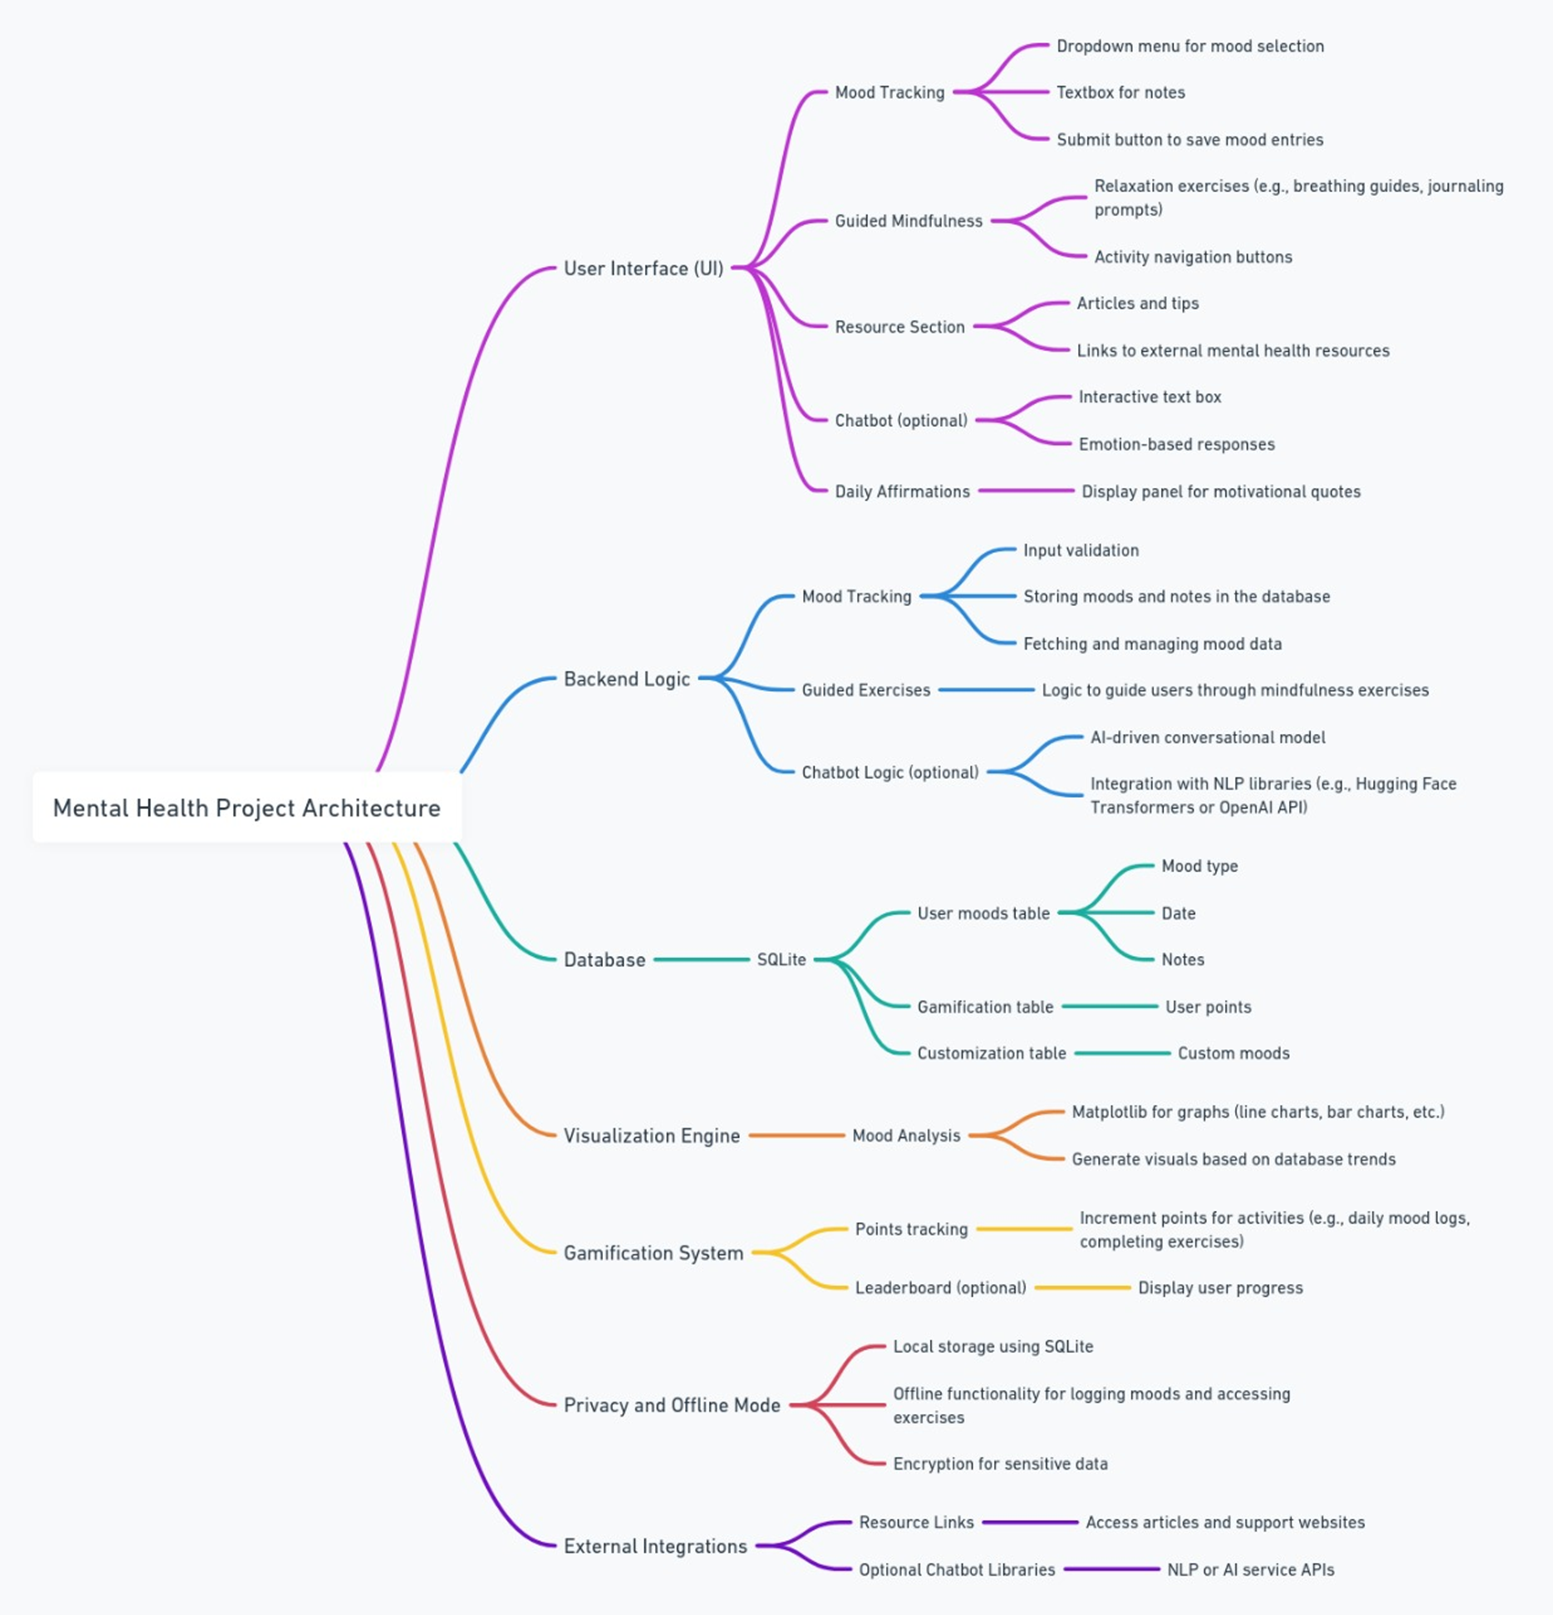 Mental Health Project Architecture
User Interface (UI)
Mood Tracking
Dropdown menu for mood selection
Textbox for notes
Submit button to save mood entries
Guided Mindfulness
Relaxation exercises (e.g., breathing guides, journaling
prompts)
Activity navigation buttons
Resource Section
Articles and tips
Links to external mental health resources
Chatbot (optional)
Interactive text box
Emotion-based responses
Daily Affirmations
Display panel for motivational quotes
Backend Logic
Mood Tracking
Input validation
Storing moods and notes in the database
Fetching and managing mood data
Guided Exercises
Logic to guide users through mindfulness exercises
Chatbot Logic (optional)
AI-driven conversational model
Integration with NLP libraries (e.g., Hugging Face
Transformers or OpenAI API)
Database
SQLite
User moods table
Mood type
Date
Notes
Gamification table
User points
Customization table
Custom moods
Visualization Engine
Mood Analysis
Matplotlib for graphs (line charts, bar charts, etc.)
Generate visuals based on database trends
Gamification System
Points tracking
Increment points for activities (e.g., daily mood logs,
completing exercises)
Leaderboard (optional)
Display user progress
Privacy and Offline Mode
Local storage using SQLite
Offline functionality for logging moods and accessing
exercises
Encryption for sensitive data
External Integrations
Resource Links
Access articles and support websites
Optional Chatbot Libraries
NLP or AI service APIs